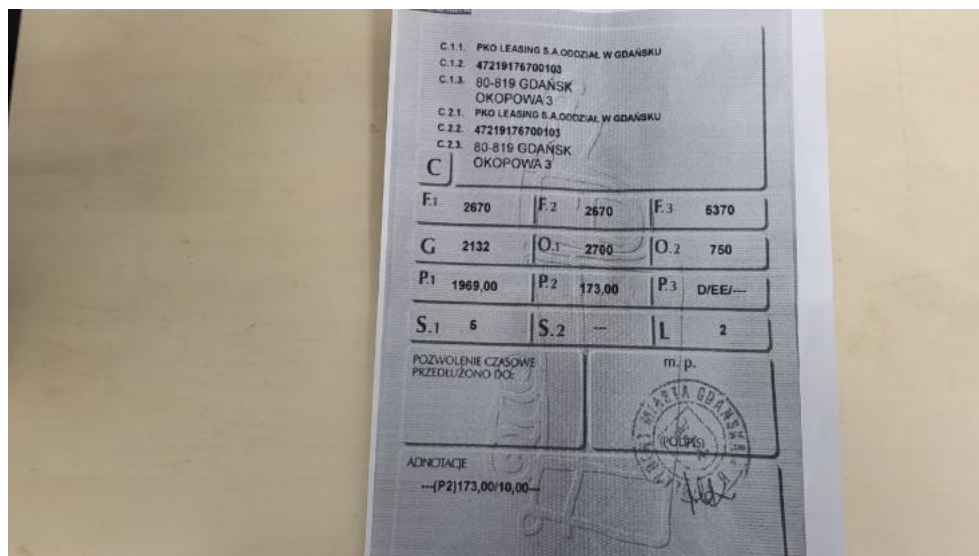 C.1.1. PKO LEASING S.A.ODDZIAŁ W GDAŃSKU
C.1.2. 47219176700103
C.1.3. 80-819 GDAŃSK
OKOPOWA 3
C.2.1. PKO LEASING S.A.ODDZIAŁ W GDAŃSKU
C.2.2. 47219176700103
C.2.3. 80-819 GDAŃSK
OKOPOWA 3
C
F.1 2670 F.2 2670 F.3 5370
G 2132 O.1 2700 O.2 750
P.1 1969,00 P.2 173,00 P.3 D/EE/---
S.1 5 S.2 --- L 2
POZWOLENIE CZASOWE
PRZEDŁUŻONO DO:
m. p.
MIASTA GDAŃSKA
(PODPIS)
ADNOTACJE
---(P2)173,00/10,00---